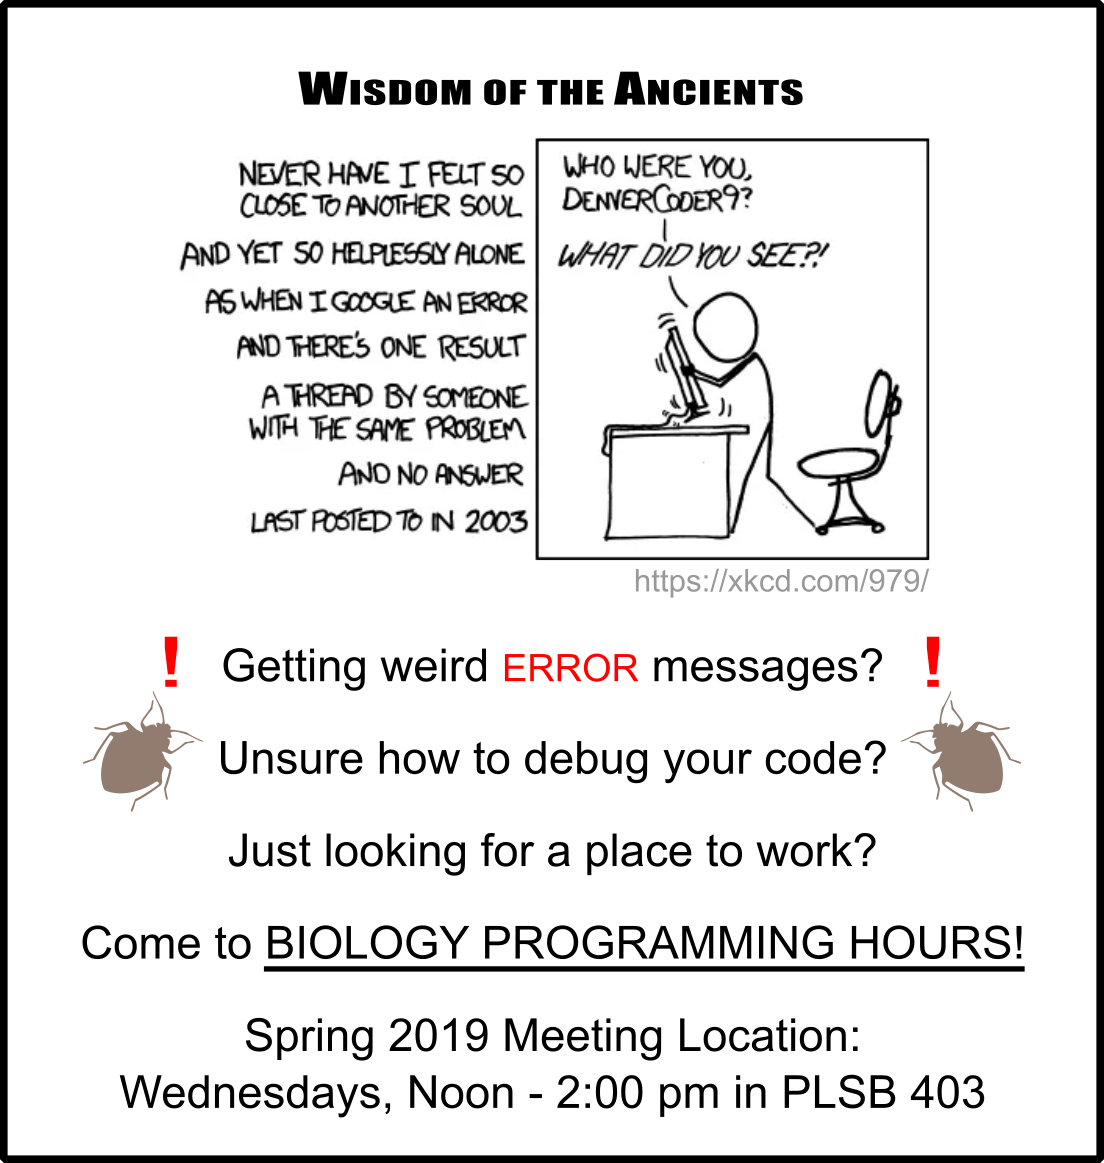 WISDOM OF THE ANCIENTS
NEVER HAVE I FELT SO
CLOSE TO ANOTHER SOUL
AND YET SO HELPLESSLY ALONE
AS WHEN I GOOGLE AN ERROR
AND THERE'S ONE RESULT
A THREAD BY SOMEONE
WITH THE SAME PROBLEM
AND NO ANSWER
LAST POSTED TO IN 2003
WHO WERE YOU,
DENVERCODER9?
WHAT DID YOU SEE?!
https://xkcd.com/979/
! Getting weird ERROR messages? !
Unsure how to debug your code?
Just looking for a place to work?
Come to BIOLOGY PROGRAMMING HOURS!
Spring 2019 Meeting Location:
Wednesdays, Noon - 2:00 pm in PLSB 403